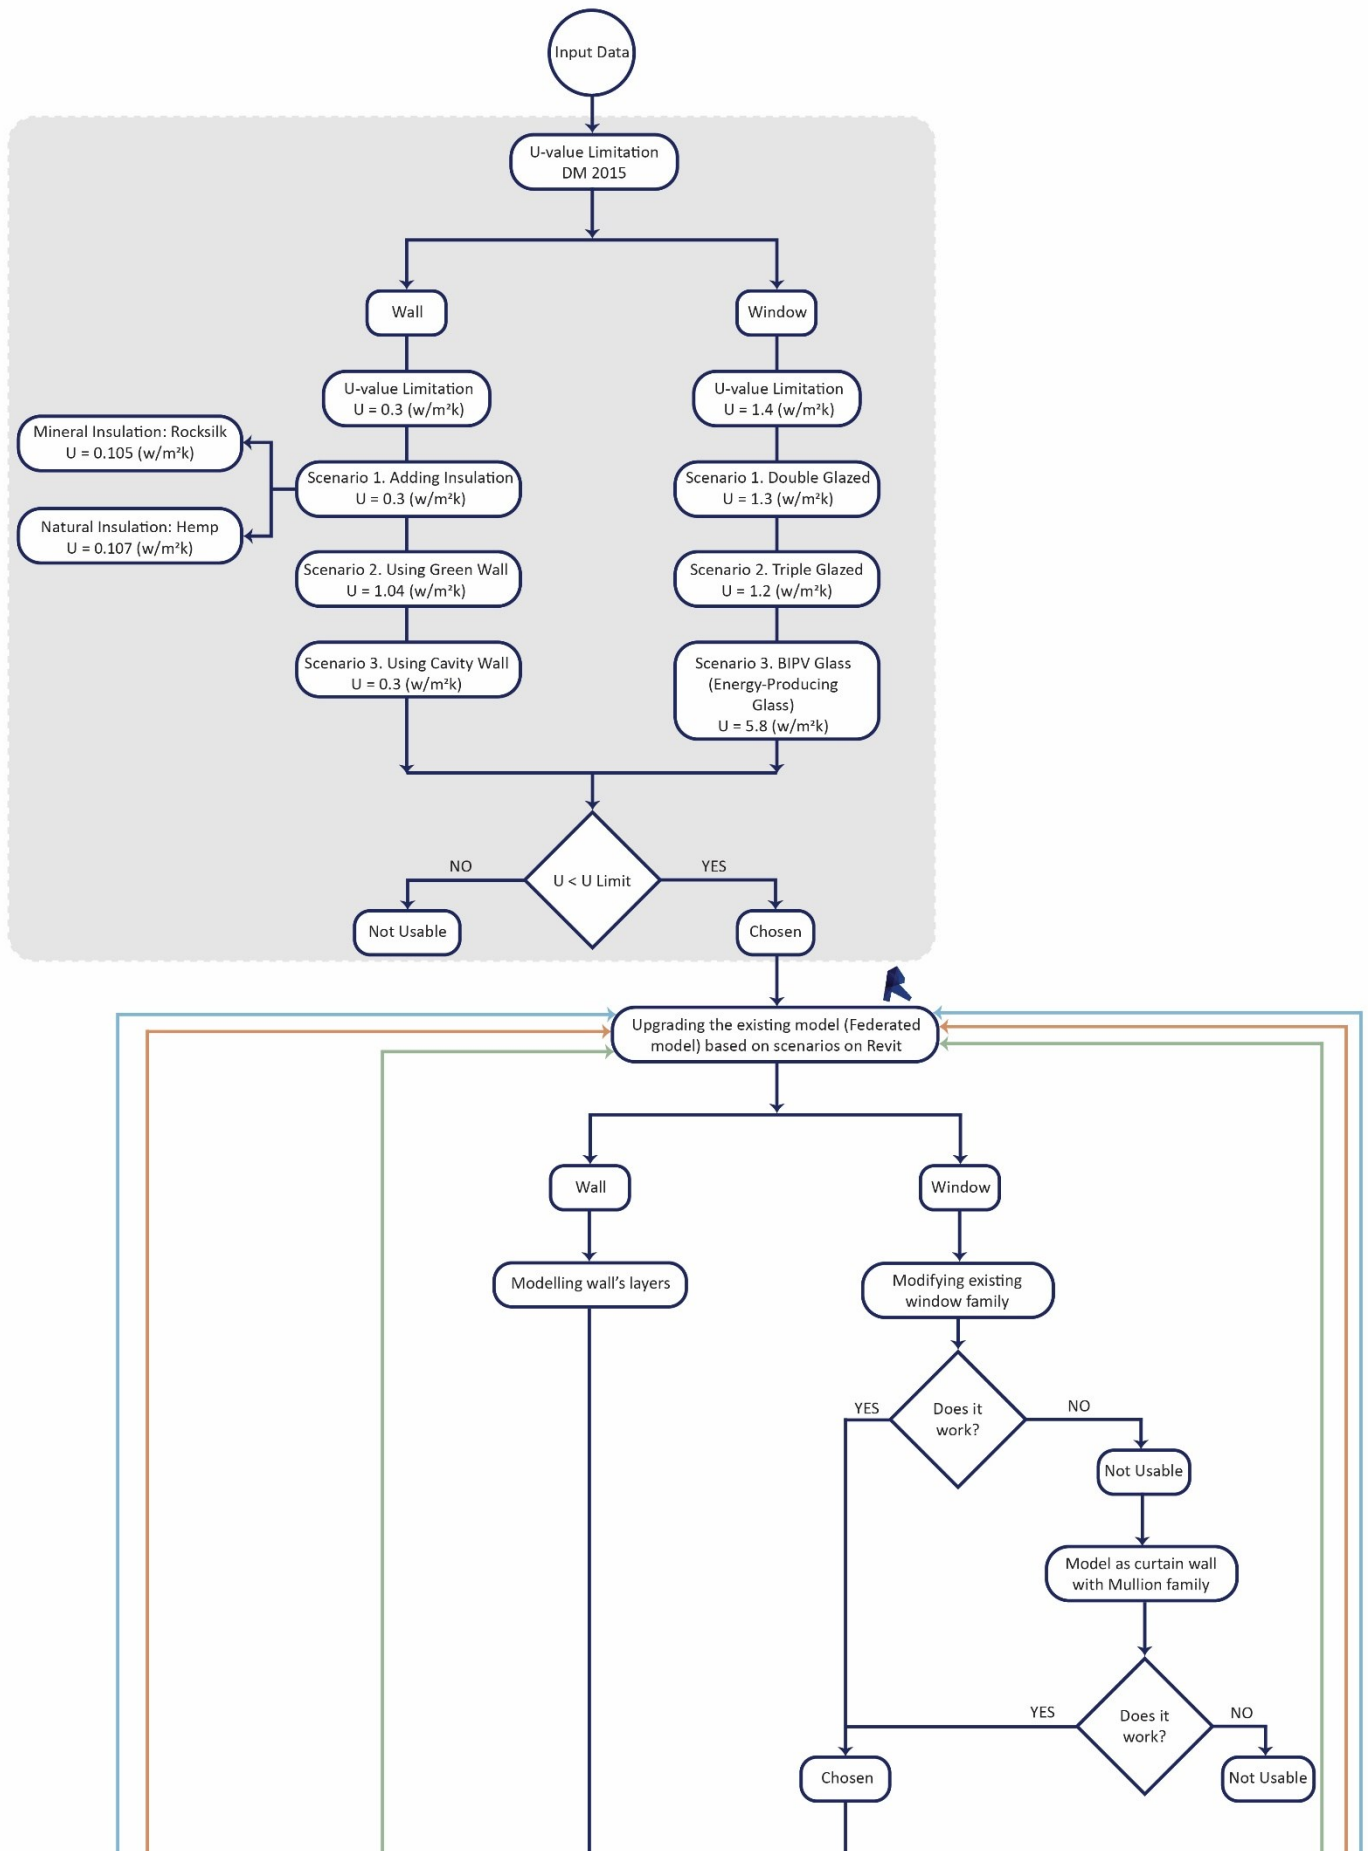 Input Data
U-value Limitation
DM 2015
Wall
Window
U-value Limitation
U = 0.3 (w/m²k)
U-value Limitation
U = 1.4 (w/m²k)
Mineral Insulation: Rocksilk
U = 0.105 (w/m²k)
Natural Insulation: Hemp
U = 0.107 (w/m²k)
Scenario 1. Adding Insulation
U = 0.3 (w/m²k)
Scenario 1. Double Glazed
U = 1.3 (w/m²k)
Scenario 2. Using Green Wall
U = 1.04 (w/m²k)
Scenario 2. Triple Glazed
U = 1.2 (w/m²k)
Scenario 3. Using Cavity Wall
U = 0.3 (w/m²k)
Scenario 3. BIPV Glass
(Energy-Producing
Glass)
U = 5.8 (w/m²k)
NO
U < U Limit
YES
Not Usable
Chosen
Upgrading the existing model (Federated
model) based on scenarios on Revit
Wall
Window
Modelling wall’s layers
Modifying existing
window family
YES
Does it
work?
NO
Not Usable
Model as curtain wall
with Mullion family
YES
Does it
work?
NO
Chosen
Not Usable